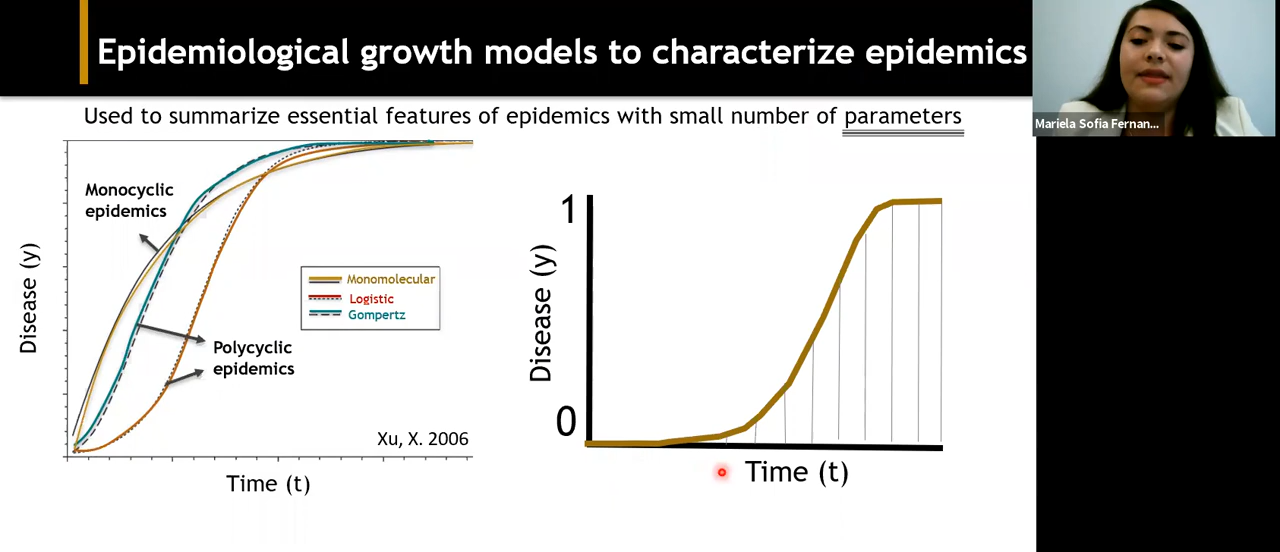 Epidemiological growth models to characterize epidemics
Mariela Sofia Fernan...
Used to summarize essential features of epidemics with small number of parameters
Monocyclic
epidemics
Disease (y)
Monomolecular
Logistic
Gompertz
Polycyclic
epidemics
Xu, X. 2006
Time (t)
1
Disease (y)
0
Time (t)